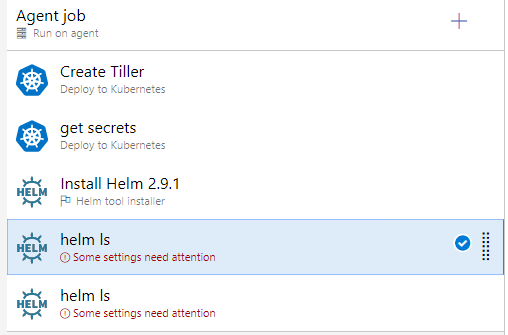 Agent job
Run on agent
Create Tiller
Deploy to Kubernetes
get secrets
Deploy to Kubernetes
HELM
Install Helm 2.9.1
Helm tool installer
HELM
helm ls
Some settings need attention
HELM
helm ls
Some settings need attention